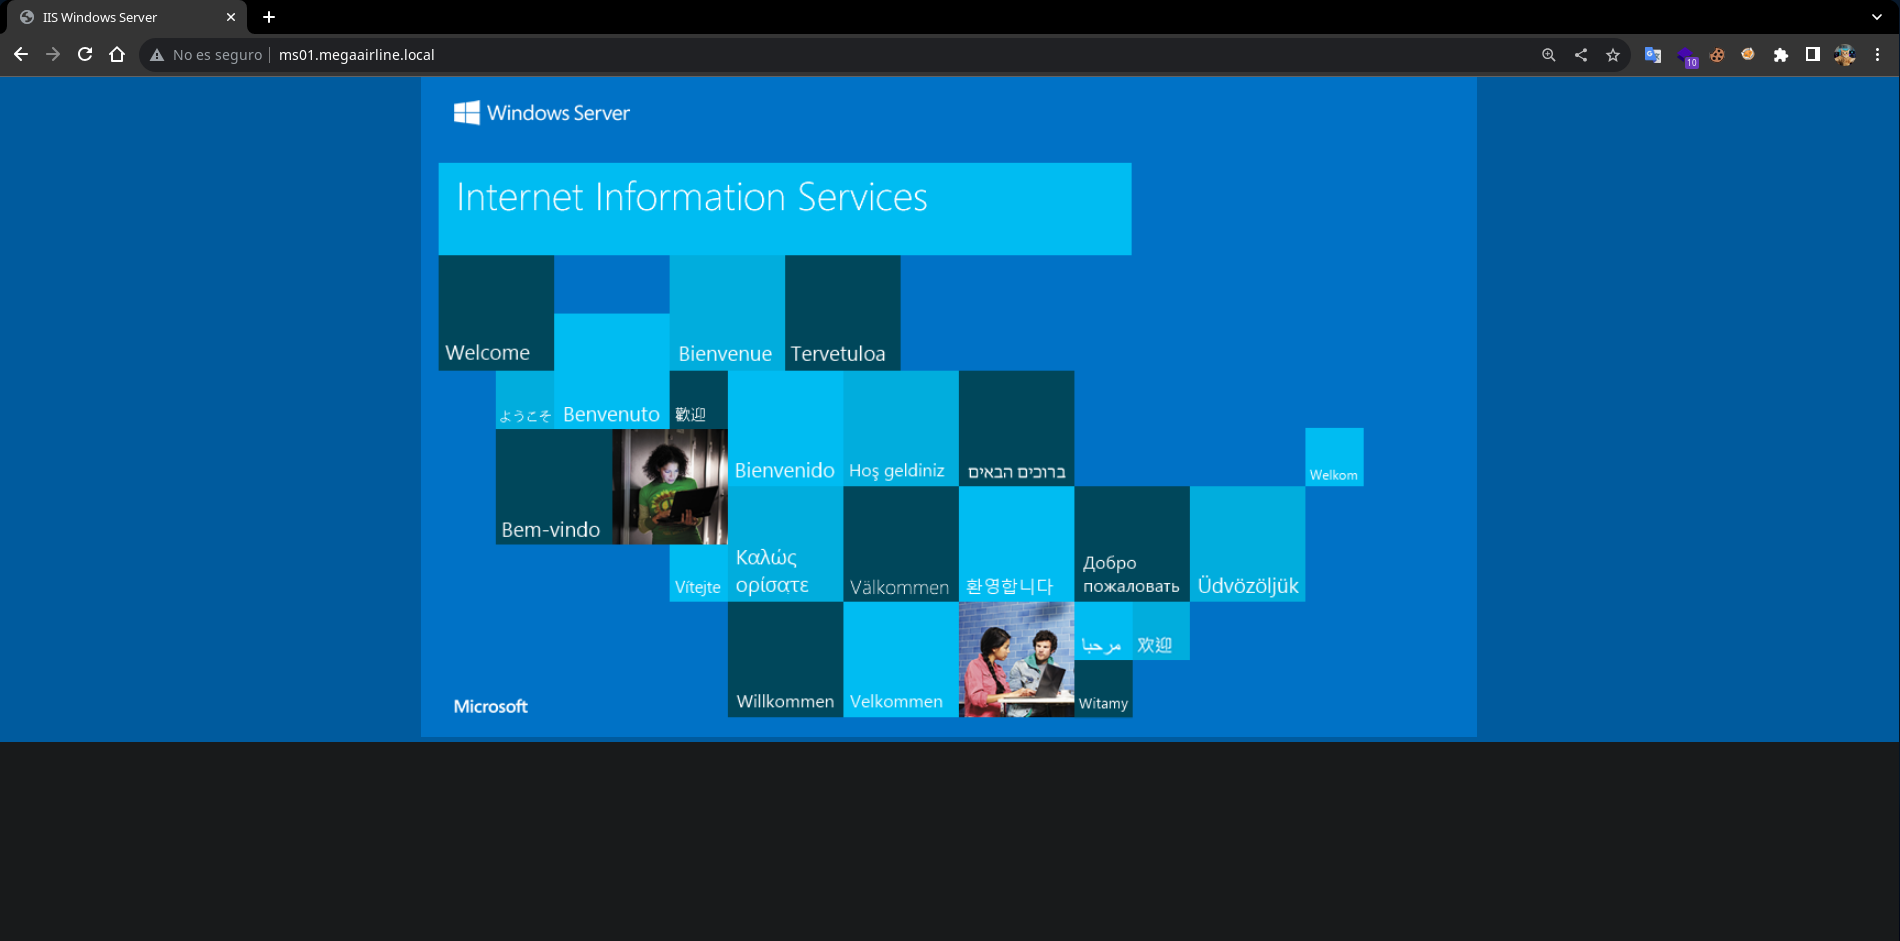 IIS Windows Server
No es seguro
ms01.megaairline.local
10
Windows Server
Internet Information Services
Welcome
Bienvenue
Tervetuloa
ようこそ
Benvenuto
歡迎
Bienvenido
Hoş geldiniz
ברוכים הבאים
Welkom
Bem-vindo
Vítejte
Καλώς
ορίσατε
Välkommen
환영합니다
Добро
пожаловать
Üdvözöljük
Willkommen
Velkommen
مرحبا
欢迎
Witamy
Microsoft